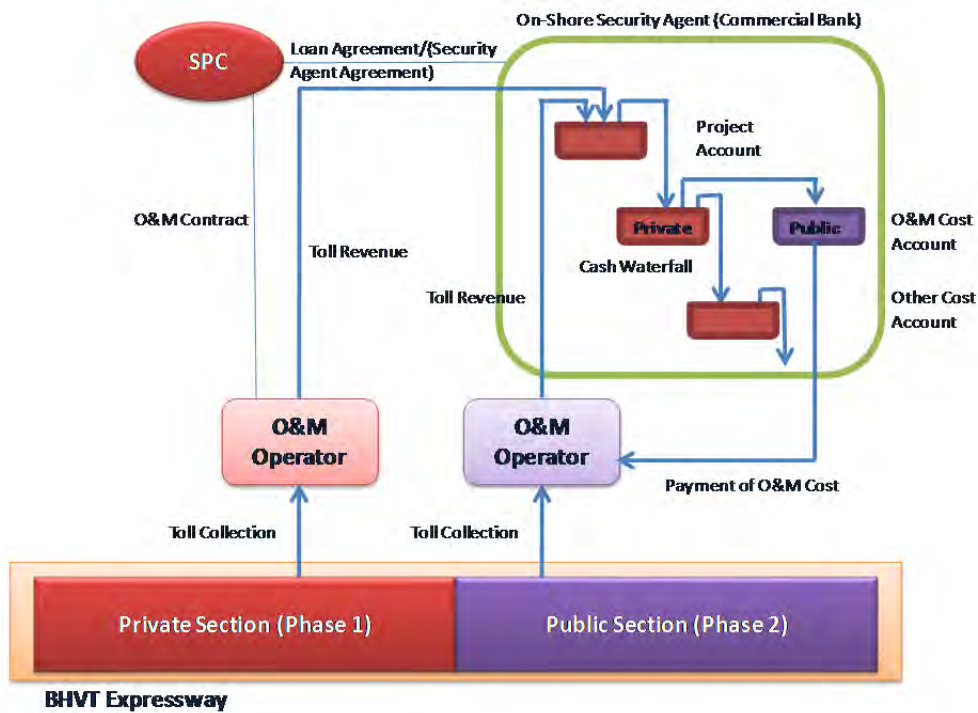 On-Shore Security Agent (Commercial Bank)
SPC
Loan Agreement/(Security
Agent Agreement)
Project
Account
O&M Contract
Private
Public
O&M Cost
Account
Toll Revenue
Cash Waterfall
Toll Revenue
Other Cost
Account
O&M
Operator
O&M
Operator
Payment of O&M Cost
Toll Collection
Toll Collection
Private Section (Phase 1)
Public Section (Phase 2)
BHVT Expressway